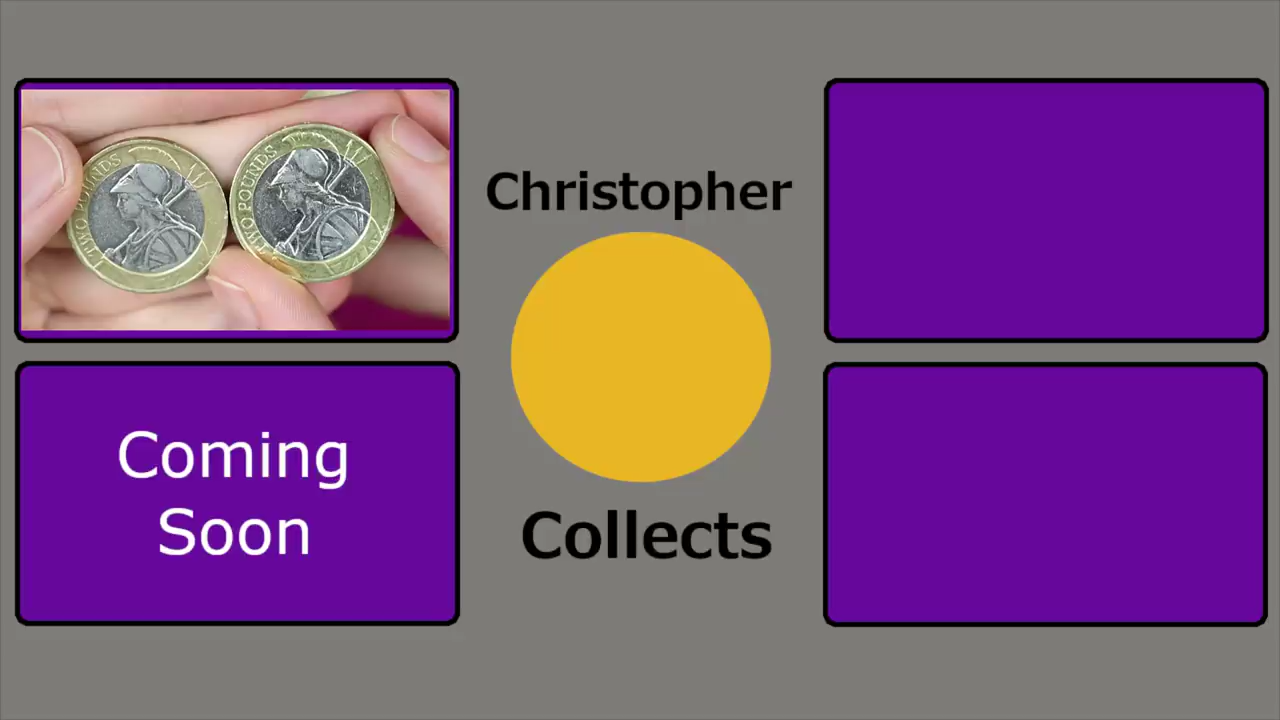 TWO POUNDS
TWO POUNDS
Christopher
Coming
Soon
Collects